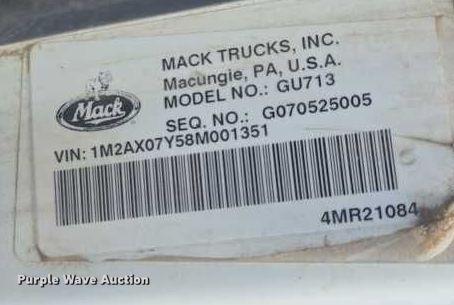 MACK TRUCKS, INC.
Macungie, PA, U.S.A.
MODEL NO.: GU713
SEQ. NO.: G070525005
Mack
VIN: 1M2AX07Y58M001351
4MR21084
Purple Wave Auction